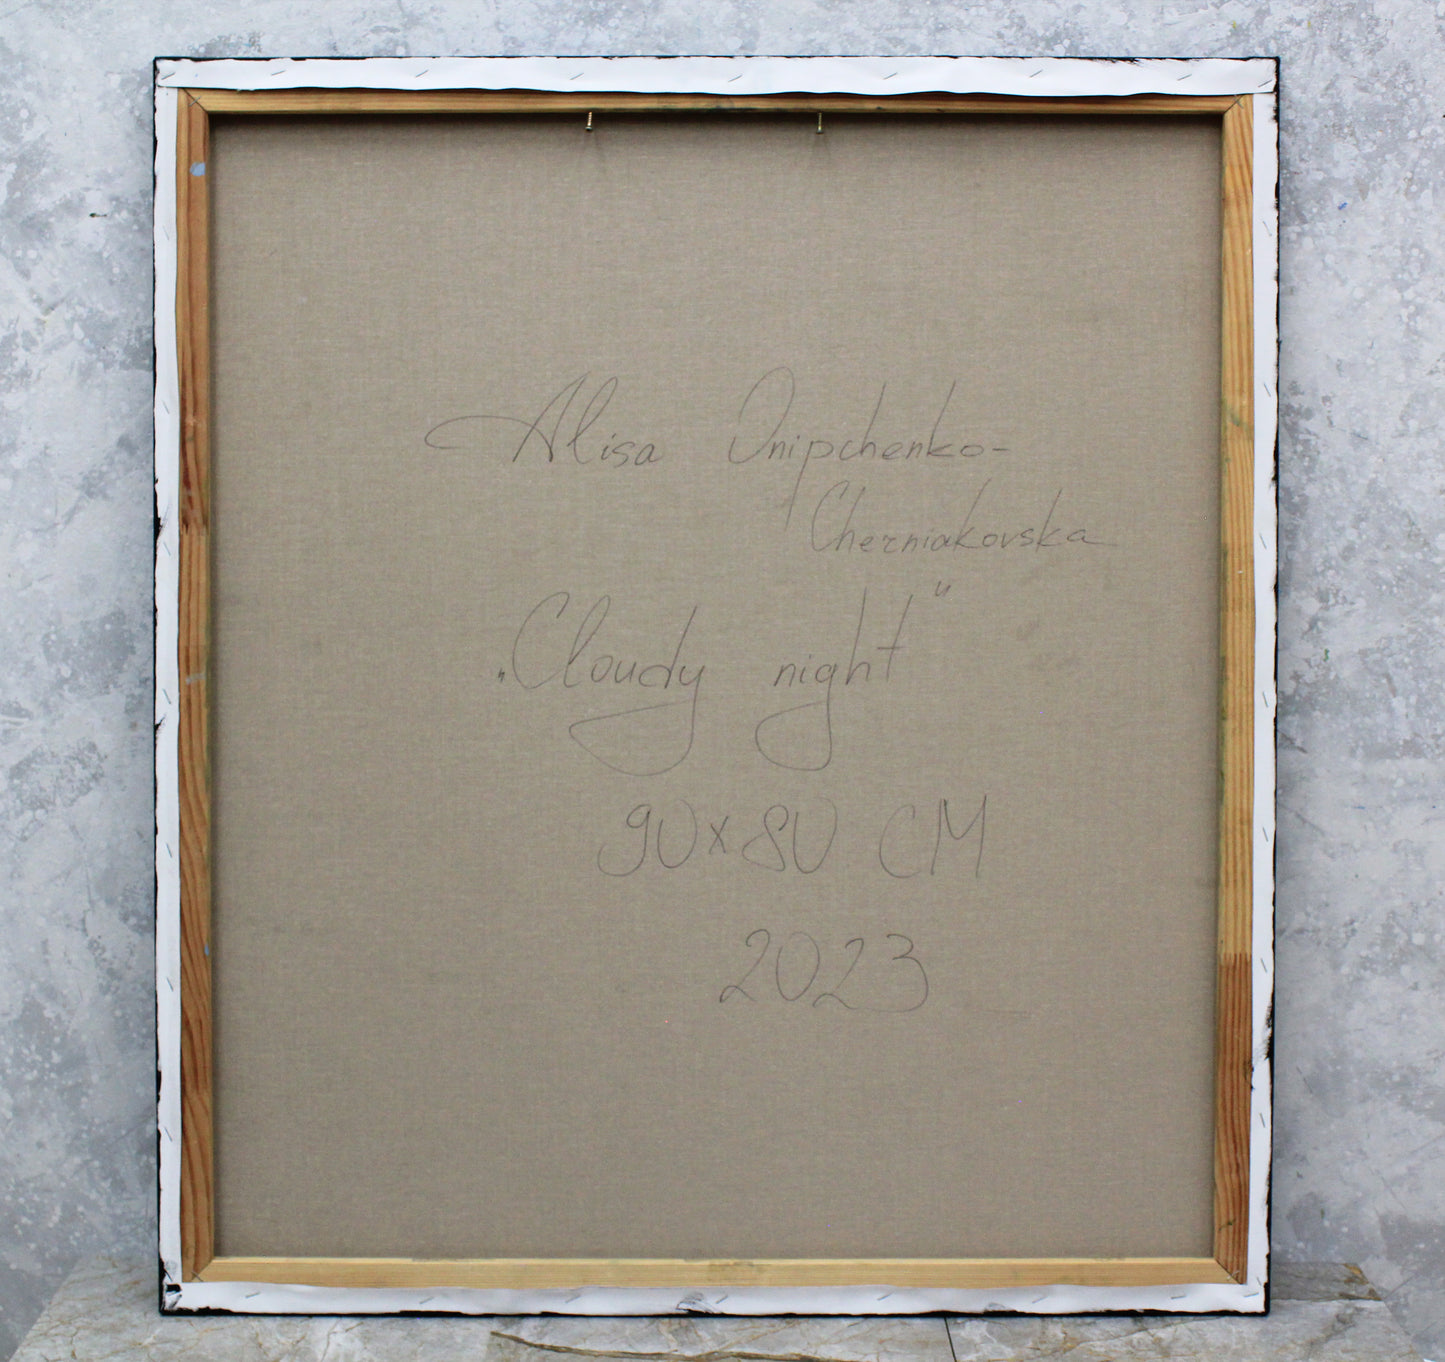 Alisa Onipchenko-
Cherniakovska
„Cloudy night"
90x80 CM
2023